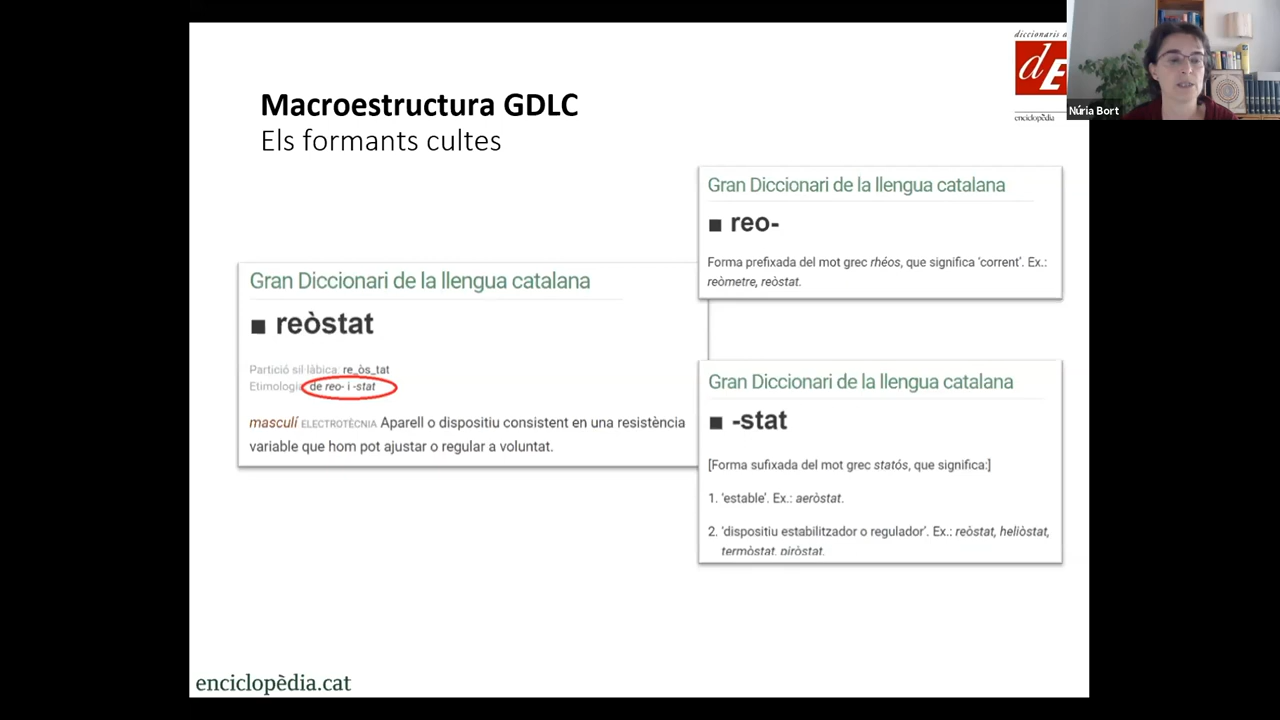 Macroestructura GDLC
Els formants cultes
diccionaris d
dE
enciclopèdia
Núria Bort
Gran Diccionari de la llengua catalana
■ reòstat
Partició sil·làbica: re_òs_tat
Etimologia de reo- i -stat
masculí ELECTROTÈCNIA Aparell o dispositiu consistent en una resistència
variable que hom pot ajustar o regular a voluntat.
Gran Diccionari de la llengua catalana
■ reo-
Forma prefixada del mot grec rhéos, que significa ‘corrent’. Ex.:
reòmetre, reòstat.
Gran Diccionari de la llengua catalana
■ -stat
[Forma sufixada del mot grec statós, que significa:]
1. ‘estable’. Ex.: aeròstat.
2. ‘dispositiu estabilitzador o regulador’. Ex.: reòstat, heliòstat,
termòstat, piròstat.
enciclopèdia.cat